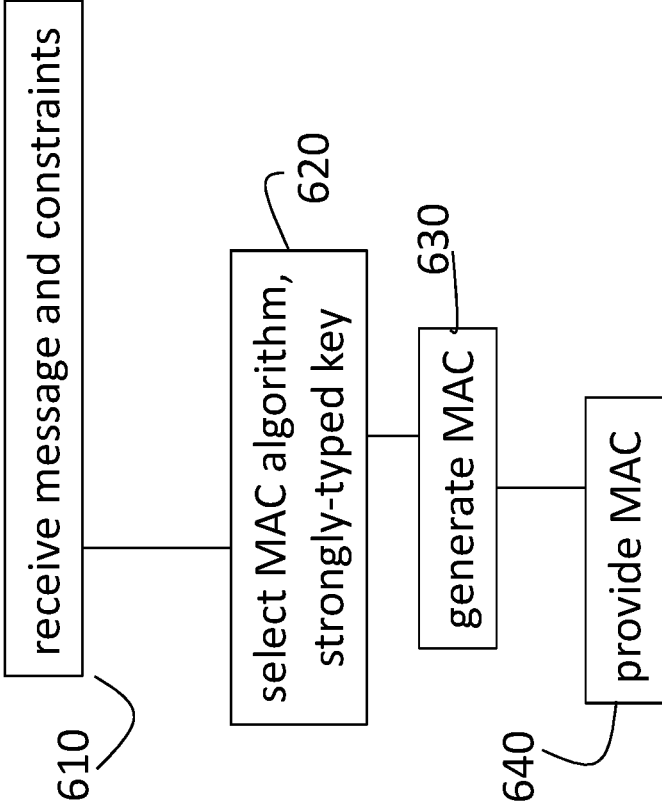 610
receive message and constraints
620
select MAC algorithm,
strongly-typed key
630
generate MAC
640
provide MAC